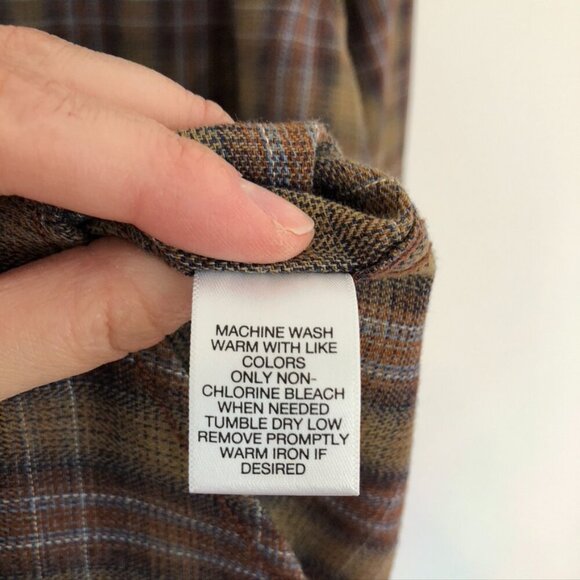 MACHINE WASH
WARM WITH LIKE
COLORS
ONLY NON-
CHLORINE BLEACH
WHEN NEEDED
TUMBLE DRY LOW
REMOVE PROMPTLY
WARM IRON IF
DESIRED